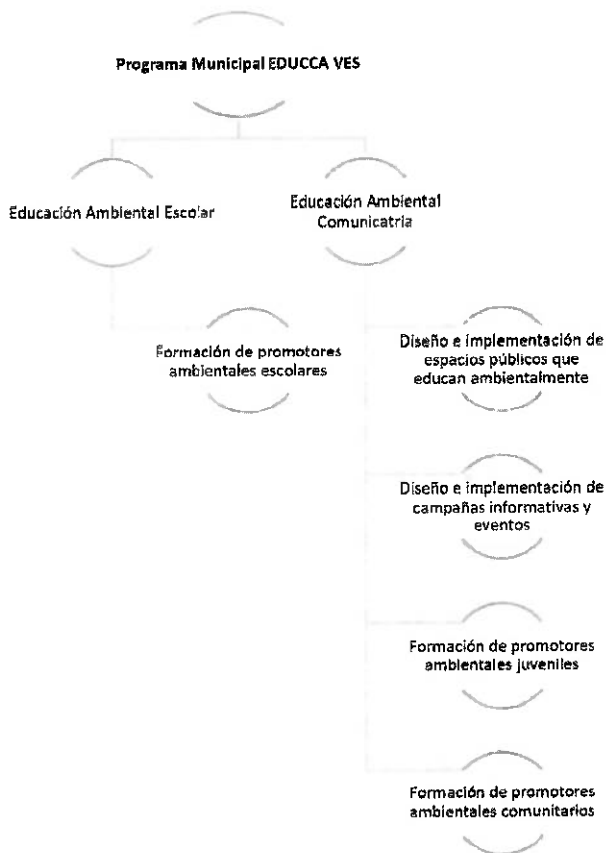 Programa Municipal EDUCCA VES
Educación Ambiental Escolar
Educación Ambiental
Comunicatria
Formación de promotores
ambientales escolares
Diseño e implementación de
espacios públicos que
educan ambientalmente
Diseño e implementación de
campañas informativas y
eventos
Formación de promotores
ambientales juveniles
Formación de promotores
ambientales comunitarios